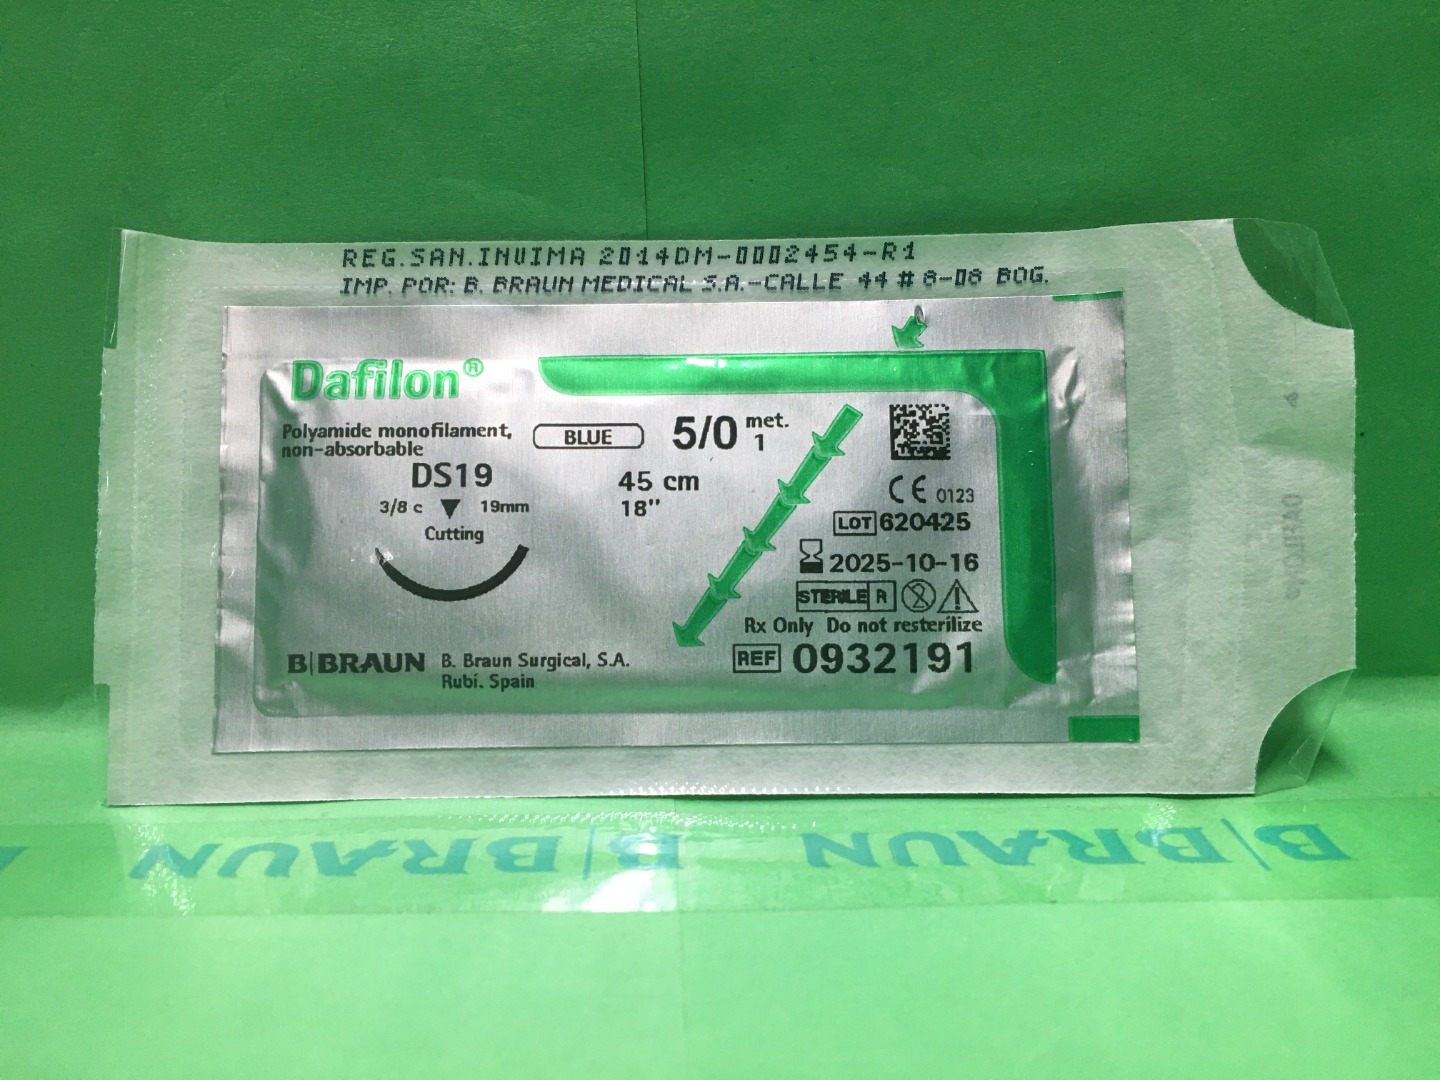 REG.SAN.INVIMA 2014DM-0002454-R1
IMP. POR: B. BRAUN MEDICAL S.A.-CALLE 44 # 8-08 BOG.
Dafilon®
Polyamide monofilament,
non-absorbable
BLUE
5/0 met.
1
DS19
3/8 c 19mm
Cutting
45 cm
18"
CE 0123
LOT 620425
2025-10-16
STERILE R
Rx Only Do not resterilize
REF 0932191
B|BRAUN B. Braun Surgical, S.A.
Rubí. Spain
B|BRAUN B|BRAUN